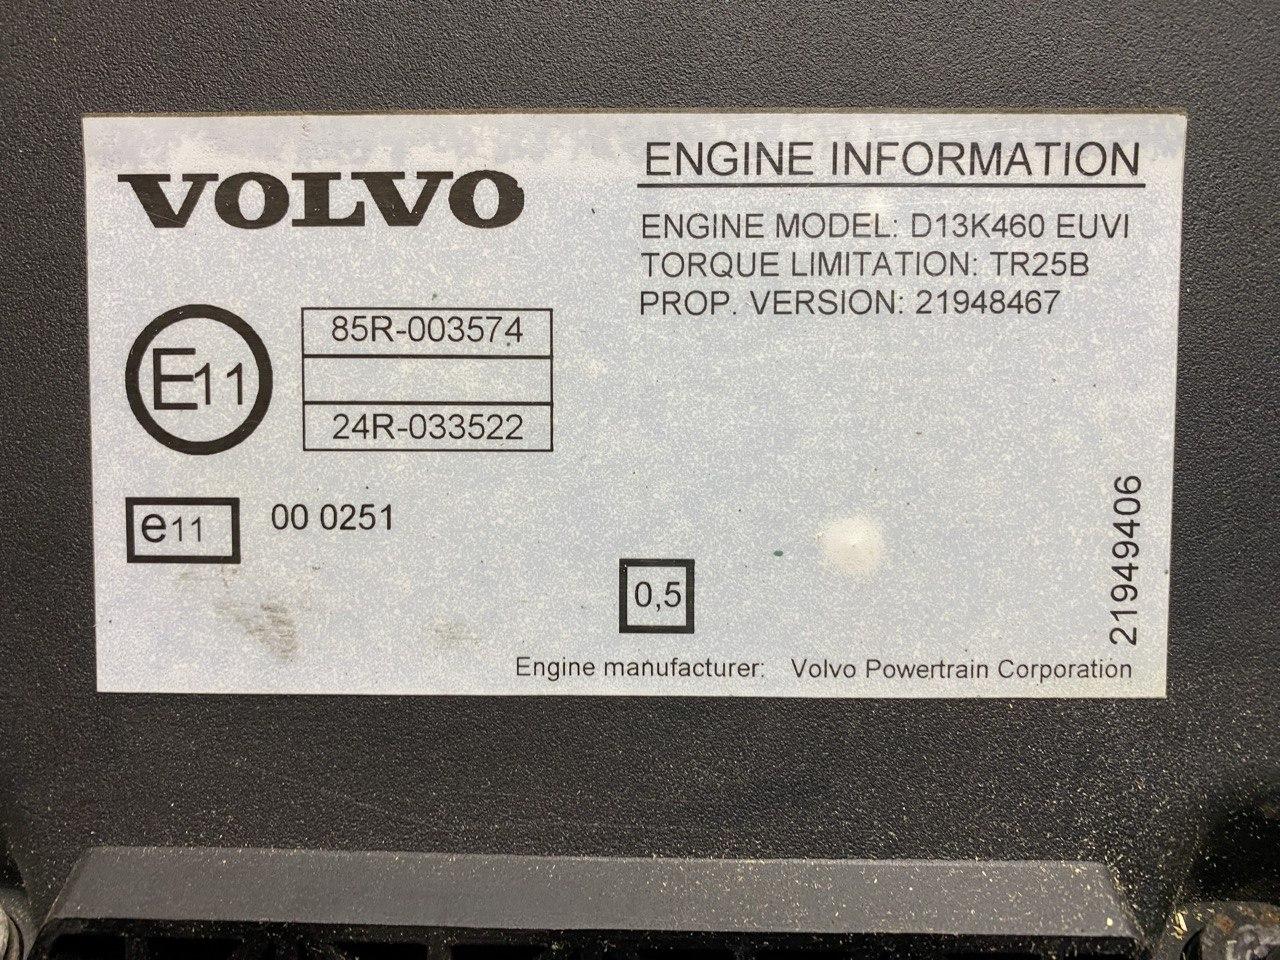 VOLVO
ENGINE INFORMATION
ENGINE MODEL: D13K460 EUVI
TORQUE LIMITATION: TR25B
PROP. VERSION: 21948467
E11
85R-003574
24R-033522
e11
00 0251
0,5
21949406
Engine manufacturer: Volvo Powertrain Corporation